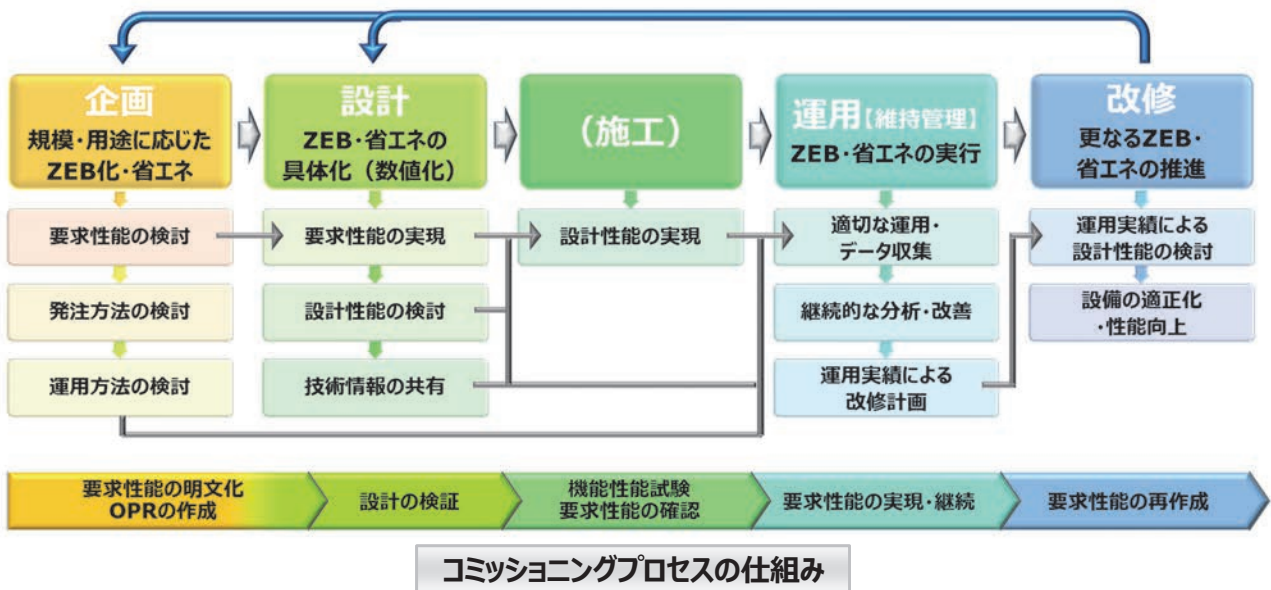 企画
規模・用途に応じた
ZEB化・省エネ
設計
ZEB・省エネの
具体化（数値化）
（施工）
運用【維持管理】
ZEB・省エネの実行
改修
更なるZEB・
省エネの推進
要求性能の検討
発注方法の検討
運用方法の検討
要求性能の実現
設計性能の検討
技術情報の共有
設計性能の実現
適切な運用・
データ収集
継続的な分析・改善
運用実績による
改修計画
運用実績による
設計性能の検討
設備の適正化
・性能向上
要求性能の明文化
OPRの作成
設計の検証
機能性能試験
要求性能の確認
要求性能の実現・継続
要求性能の再作成
コミッショニングプロセスの仕組み